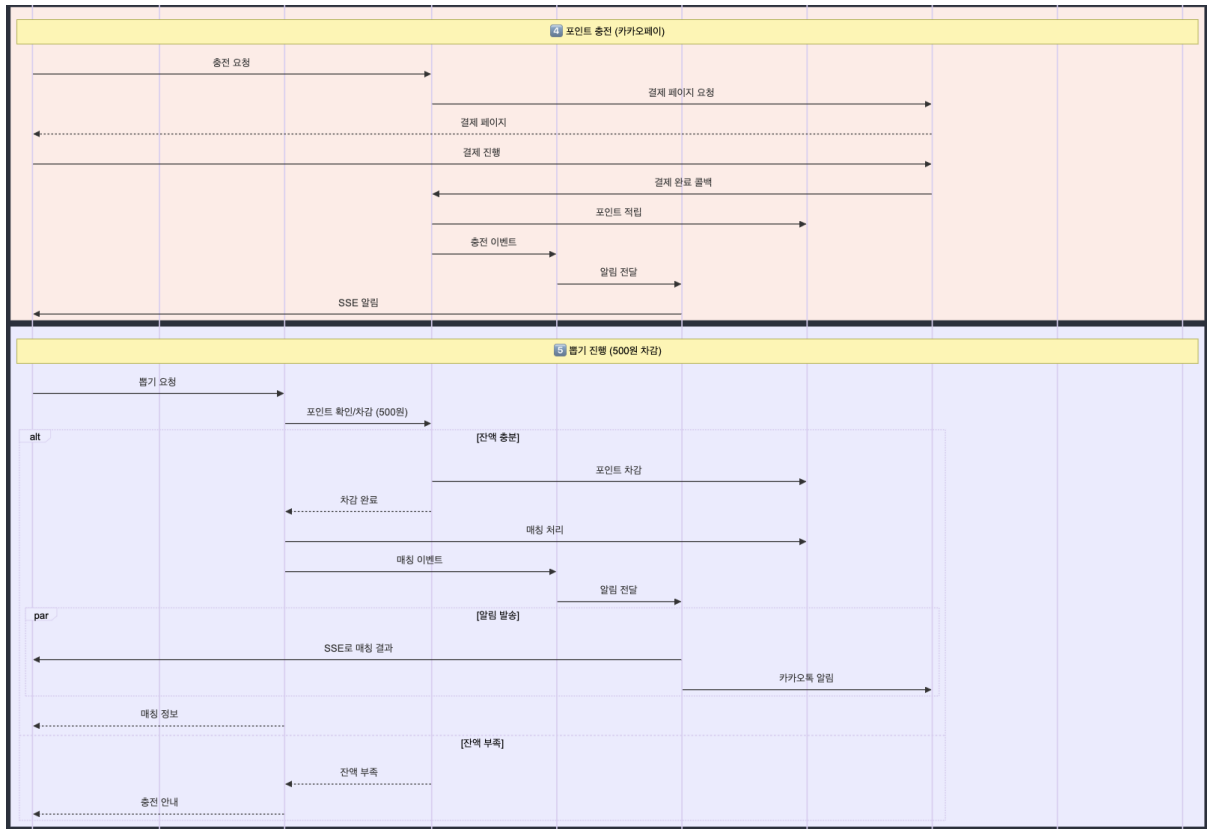 4 포인트 충전 (카카오페이)
충전 요청
결제 페이지 요청
결제 페이지
결제 진행
결제 완료 콜백
포인트 적립
충전 이벤트
알림 전달
SSE 알림
5 뽑기 진행 (500원 차감)
뽑기 요청
포인트 확인/차감 (500원)
alt
[잔액 충분]
포인트 차감
차감 완료
매칭 처리
매칭 이벤트
알림 전달
par
[알림 발송]
SSE로 매칭 결과
카카오톡 알림
매칭 정보
[잔액 부족]
잔액 부족
충전 안내